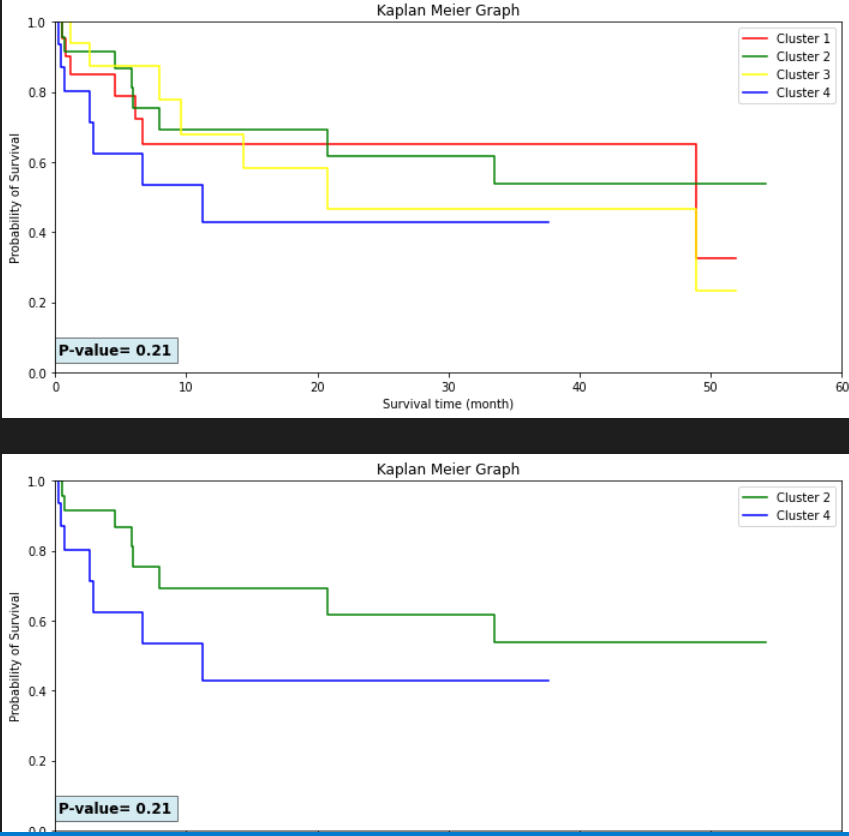 Kaplan Meier Graph
1.0
0.8
0.6
0.4
0.2
0.0
Probability of Survival
Cluster 1
Cluster 2
Cluster 3
Cluster 4
P-value= 0.21
0 10 20 30 40 50 60
Survival time (month)
Kaplan Meier Graph
1.0
0.8
0.6
0.4
0.2
0.0
Probability of Survival
Cluster 2
Cluster 4
P-value= 0.21